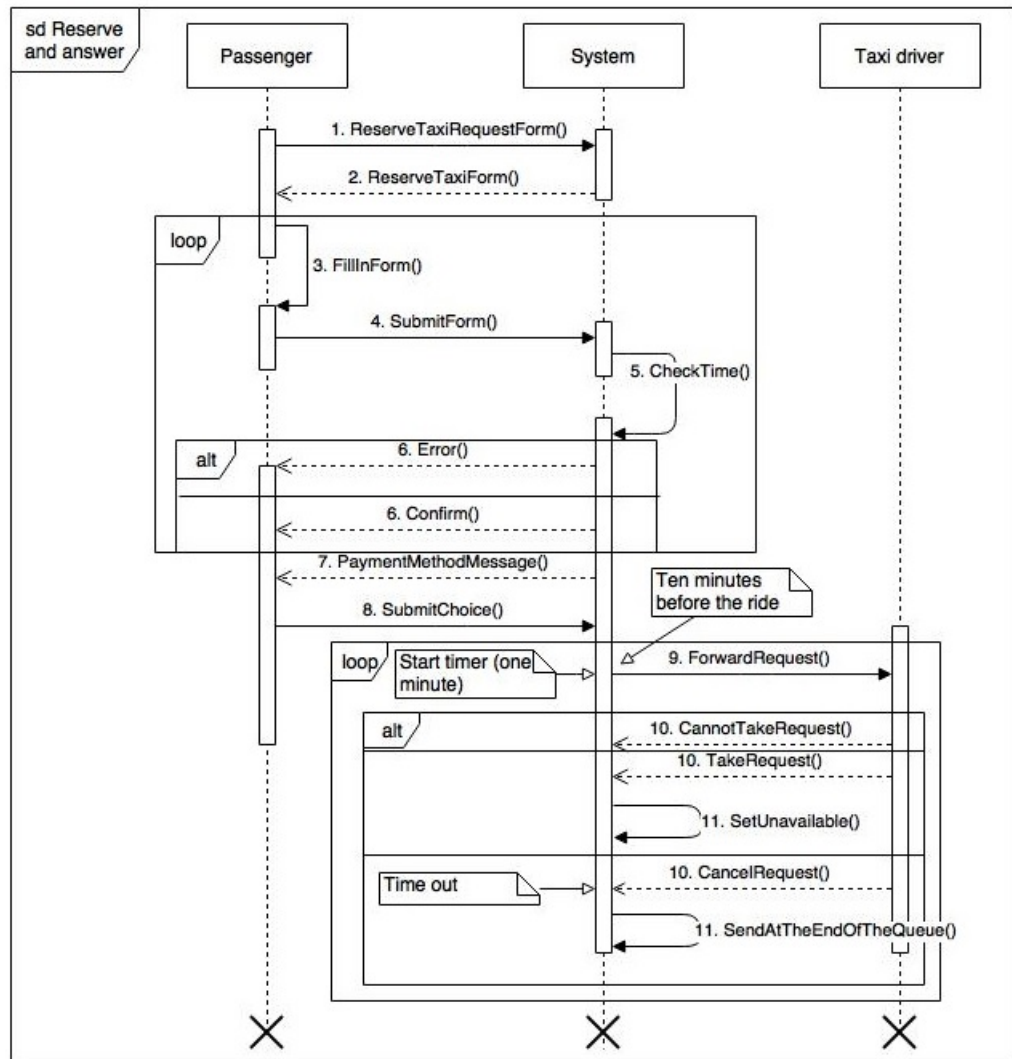 sd Reserve
and answer
Passenger
System
Taxi driver
1. ReserveTaxiRequestForm()
2. ReserveTaxiForm()
loop
3. FillInForm()
4. SubmitForm()
5. CheckTime()
alt
6. Error()
6. Confirm()
7. PaymentMethodMessage()
Ten minutes
before the ride
8. SubmitChoice()
loop
Start timer (one
minute)
9. ForwardRequest()
alt
10. CannotTakeRequest()
10. TakeRequest()
11. SetUnavailable()
Time out
10. CancelRequest()
11. SendAtTheEndOfTheQueue()